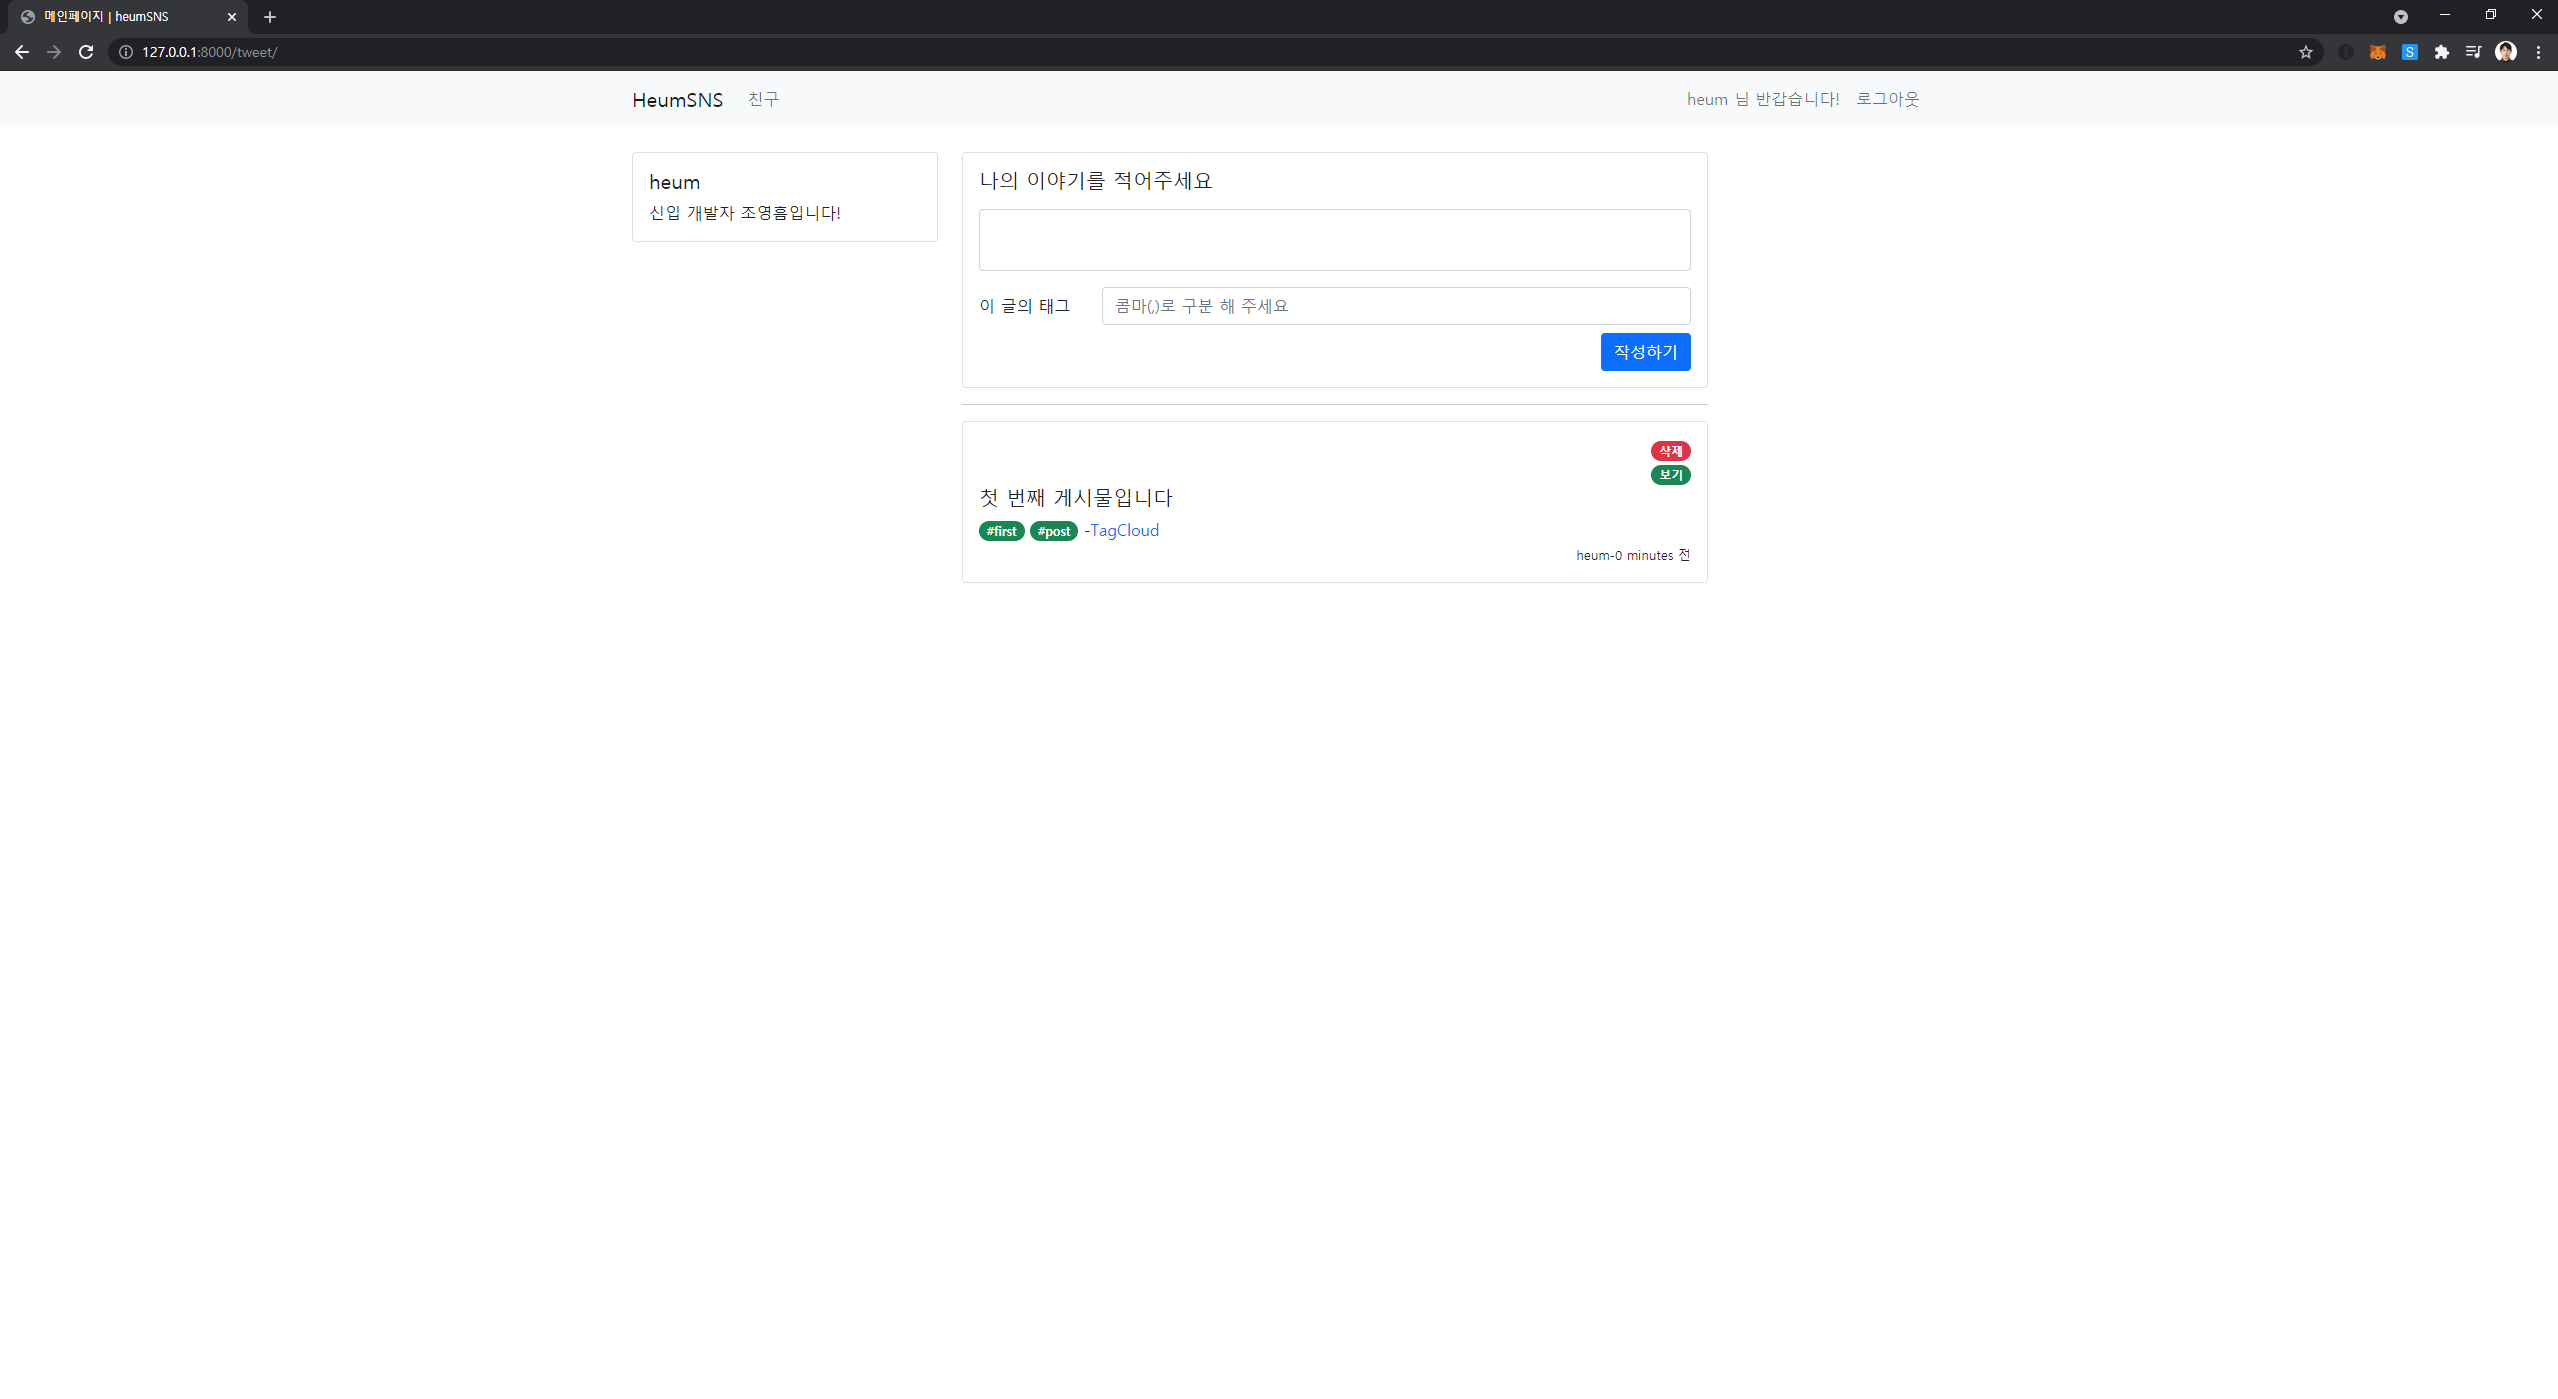 메인페이지 | heumSNS
127.0.0.1:8000/tweet/
S
HeumSNS 친구 heum 님 반갑습니다! 로그아웃
heum
신입 개발자 조영흠입니다!
나의 이야기를 적어주세요
이 글의 태그 콤마(,)로 구분 해 주세요
작성하기
삭제
보기
첫 번째 게시물입니다
#first #post -TagCloud
heum-0 minutes 전